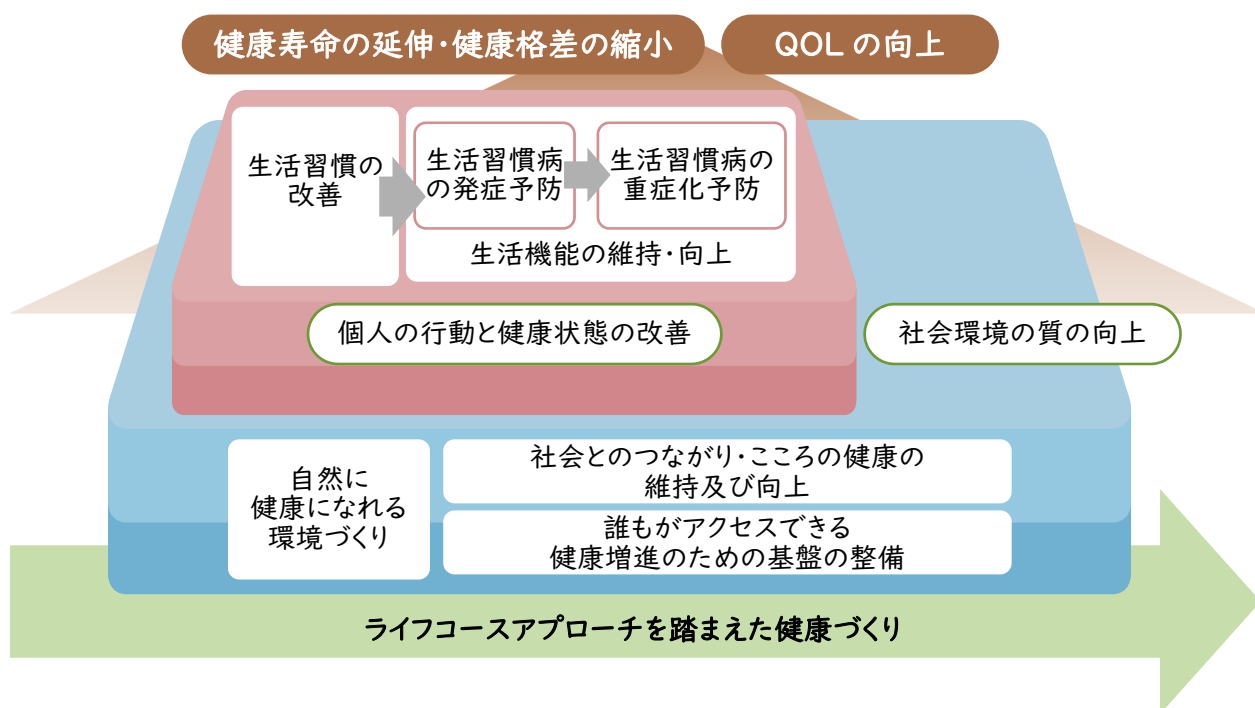 健康寿命の延伸・健康格差の縮小
QOL の向上
生活習慣の
改善
生活習慣病
の発症予防
生活習慣病の
重症化予防
生活機能の維持・向上
個人の行動と健康状態の改善
社会環境の質の向上
自然に
健康になれる
環境づくり
社会とのつながり・こころの健康の
維持及び向上
誰もがアクセスできる
健康増進のための基盤の整備
ライフコースアプローチを踏まえた健康づくり